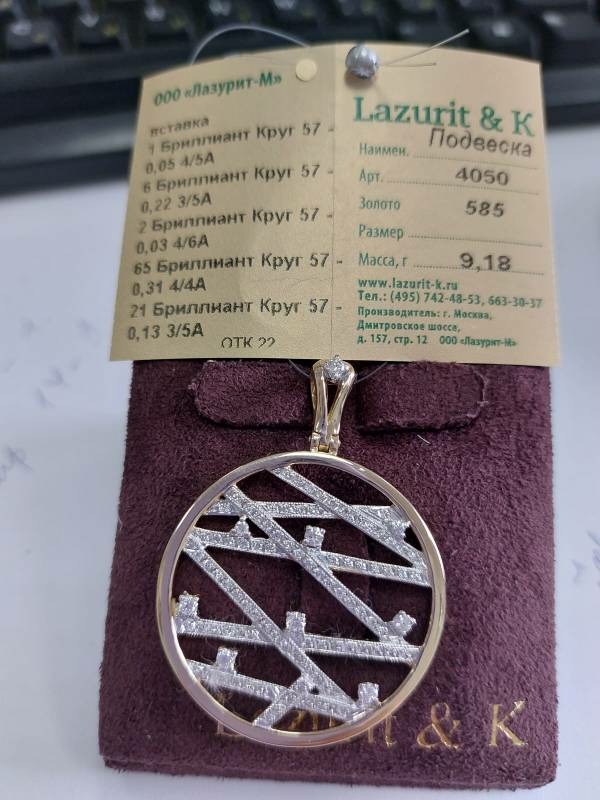 ООО «Лазурит-М»
вставка
1 Бриллиант Круг 57 -
0,05 4/5А
6 Бриллиант Круг 57 -
0,22 3/5А
2 Бриллиант Круг 57 -
0,03 4/6А
65 Бриллиант Круг 57 -
0,31 4/4А
21 Бриллиант Круг 57 -
0,13 3/5А
ОТК 22
Lazurit & K
Наимен. Подвеска
Арт. 4050
Золото 585
Размер
Масса, г 9,18
www.lazurit-k.ru
Тел.: (495) 742-48-53, 663-30-37
Производитель: г. Москва,
Дмитровское шоссе,
д. 157, стр. 12 ООО «Лазурит-М»
Lazurit & K